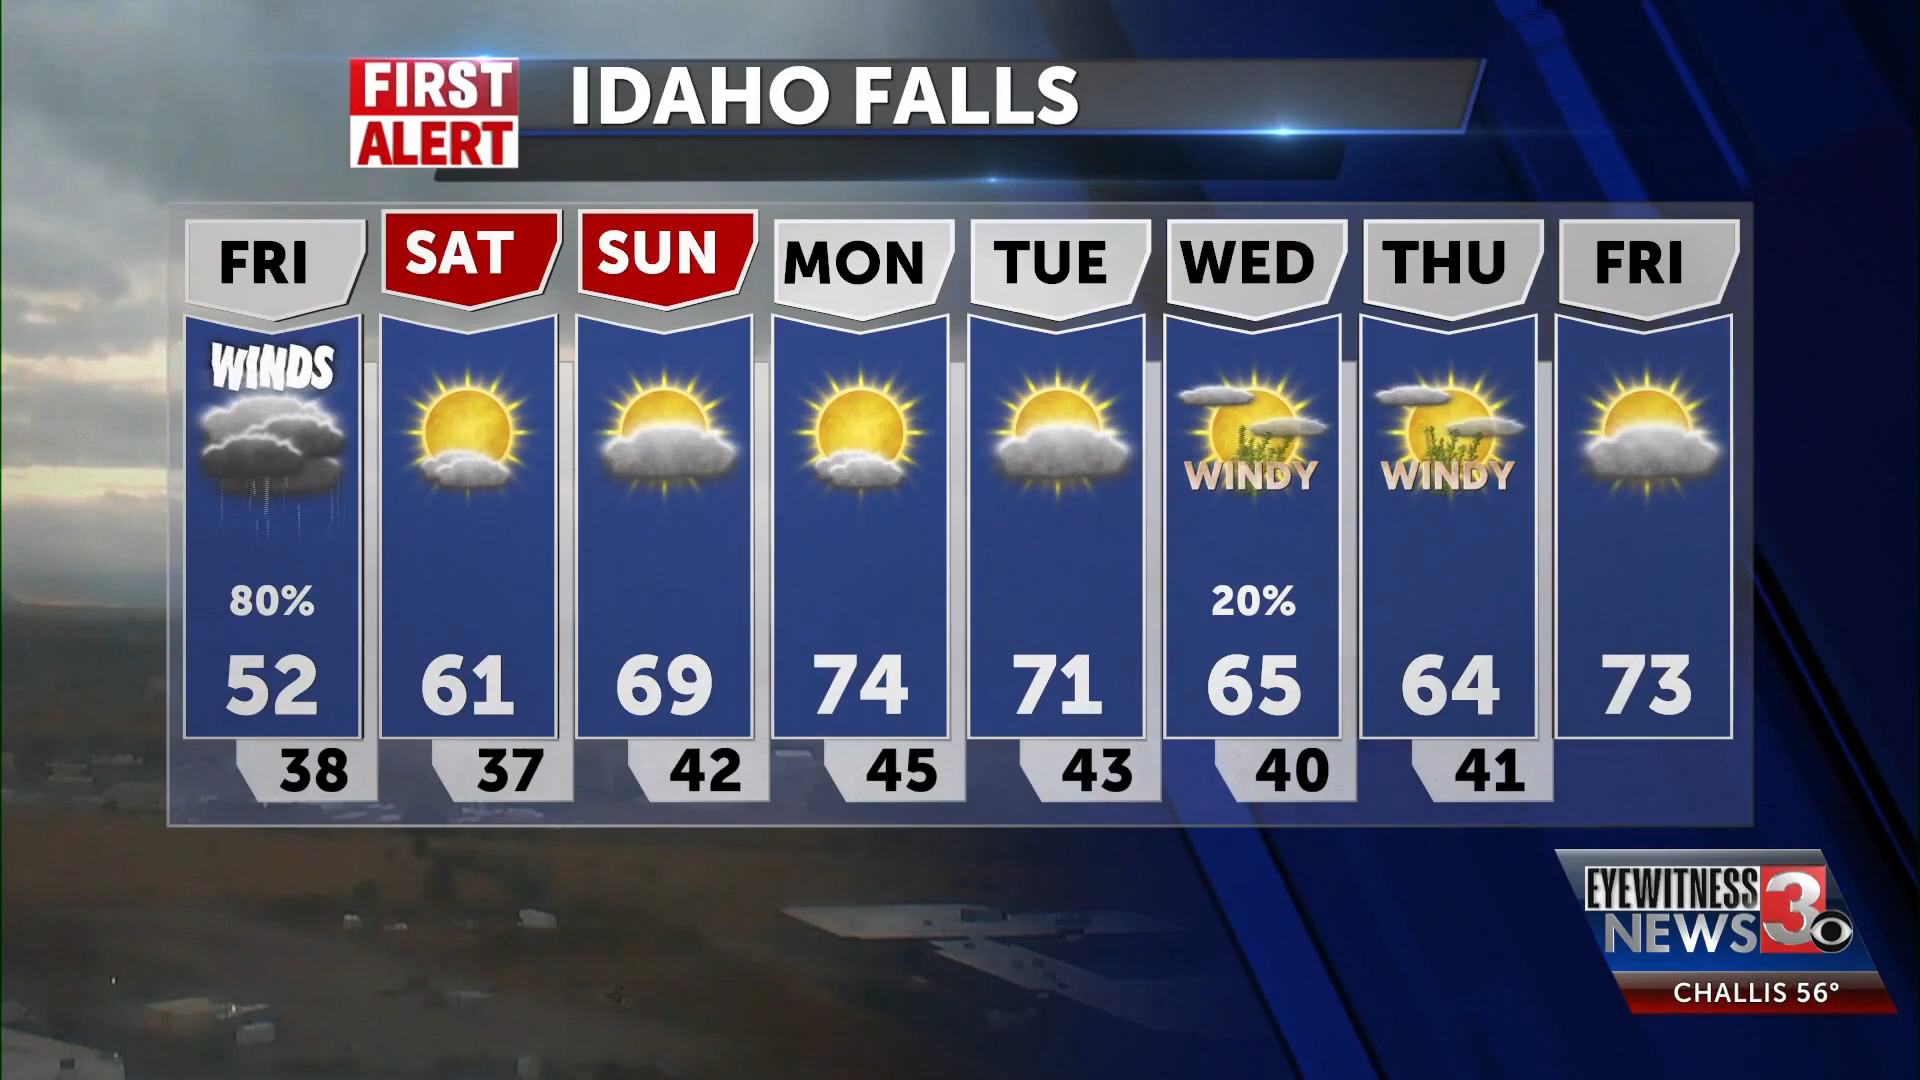 FIRST
ALERT
IDAHO FALLS
FRI SAT SUN MON TUE WED THU FRI
WINDS
WINDY WINDY
80% 20%
52 61 69 74 71 65 64 73
38 37 42 45 43 40 41
EYEWITNESS
NEWS 3
CHALLIS 56°